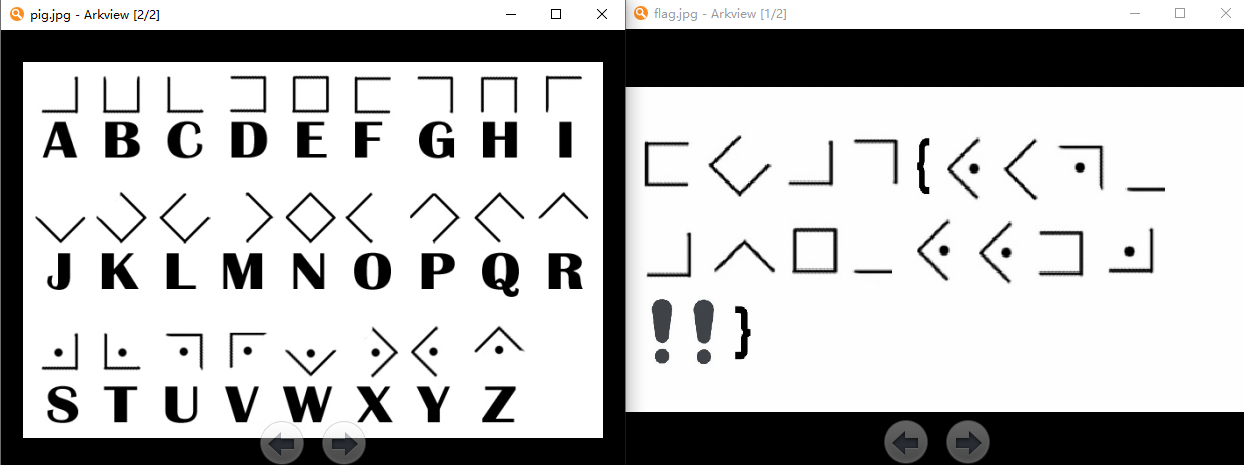 pig.jpg - Arkview [2/2]
flag.jpg - Arkview [1/2]
A B C D E F G H I
J K L M N O P Q R
S T U V W X Y Z
{ _
_
!! }